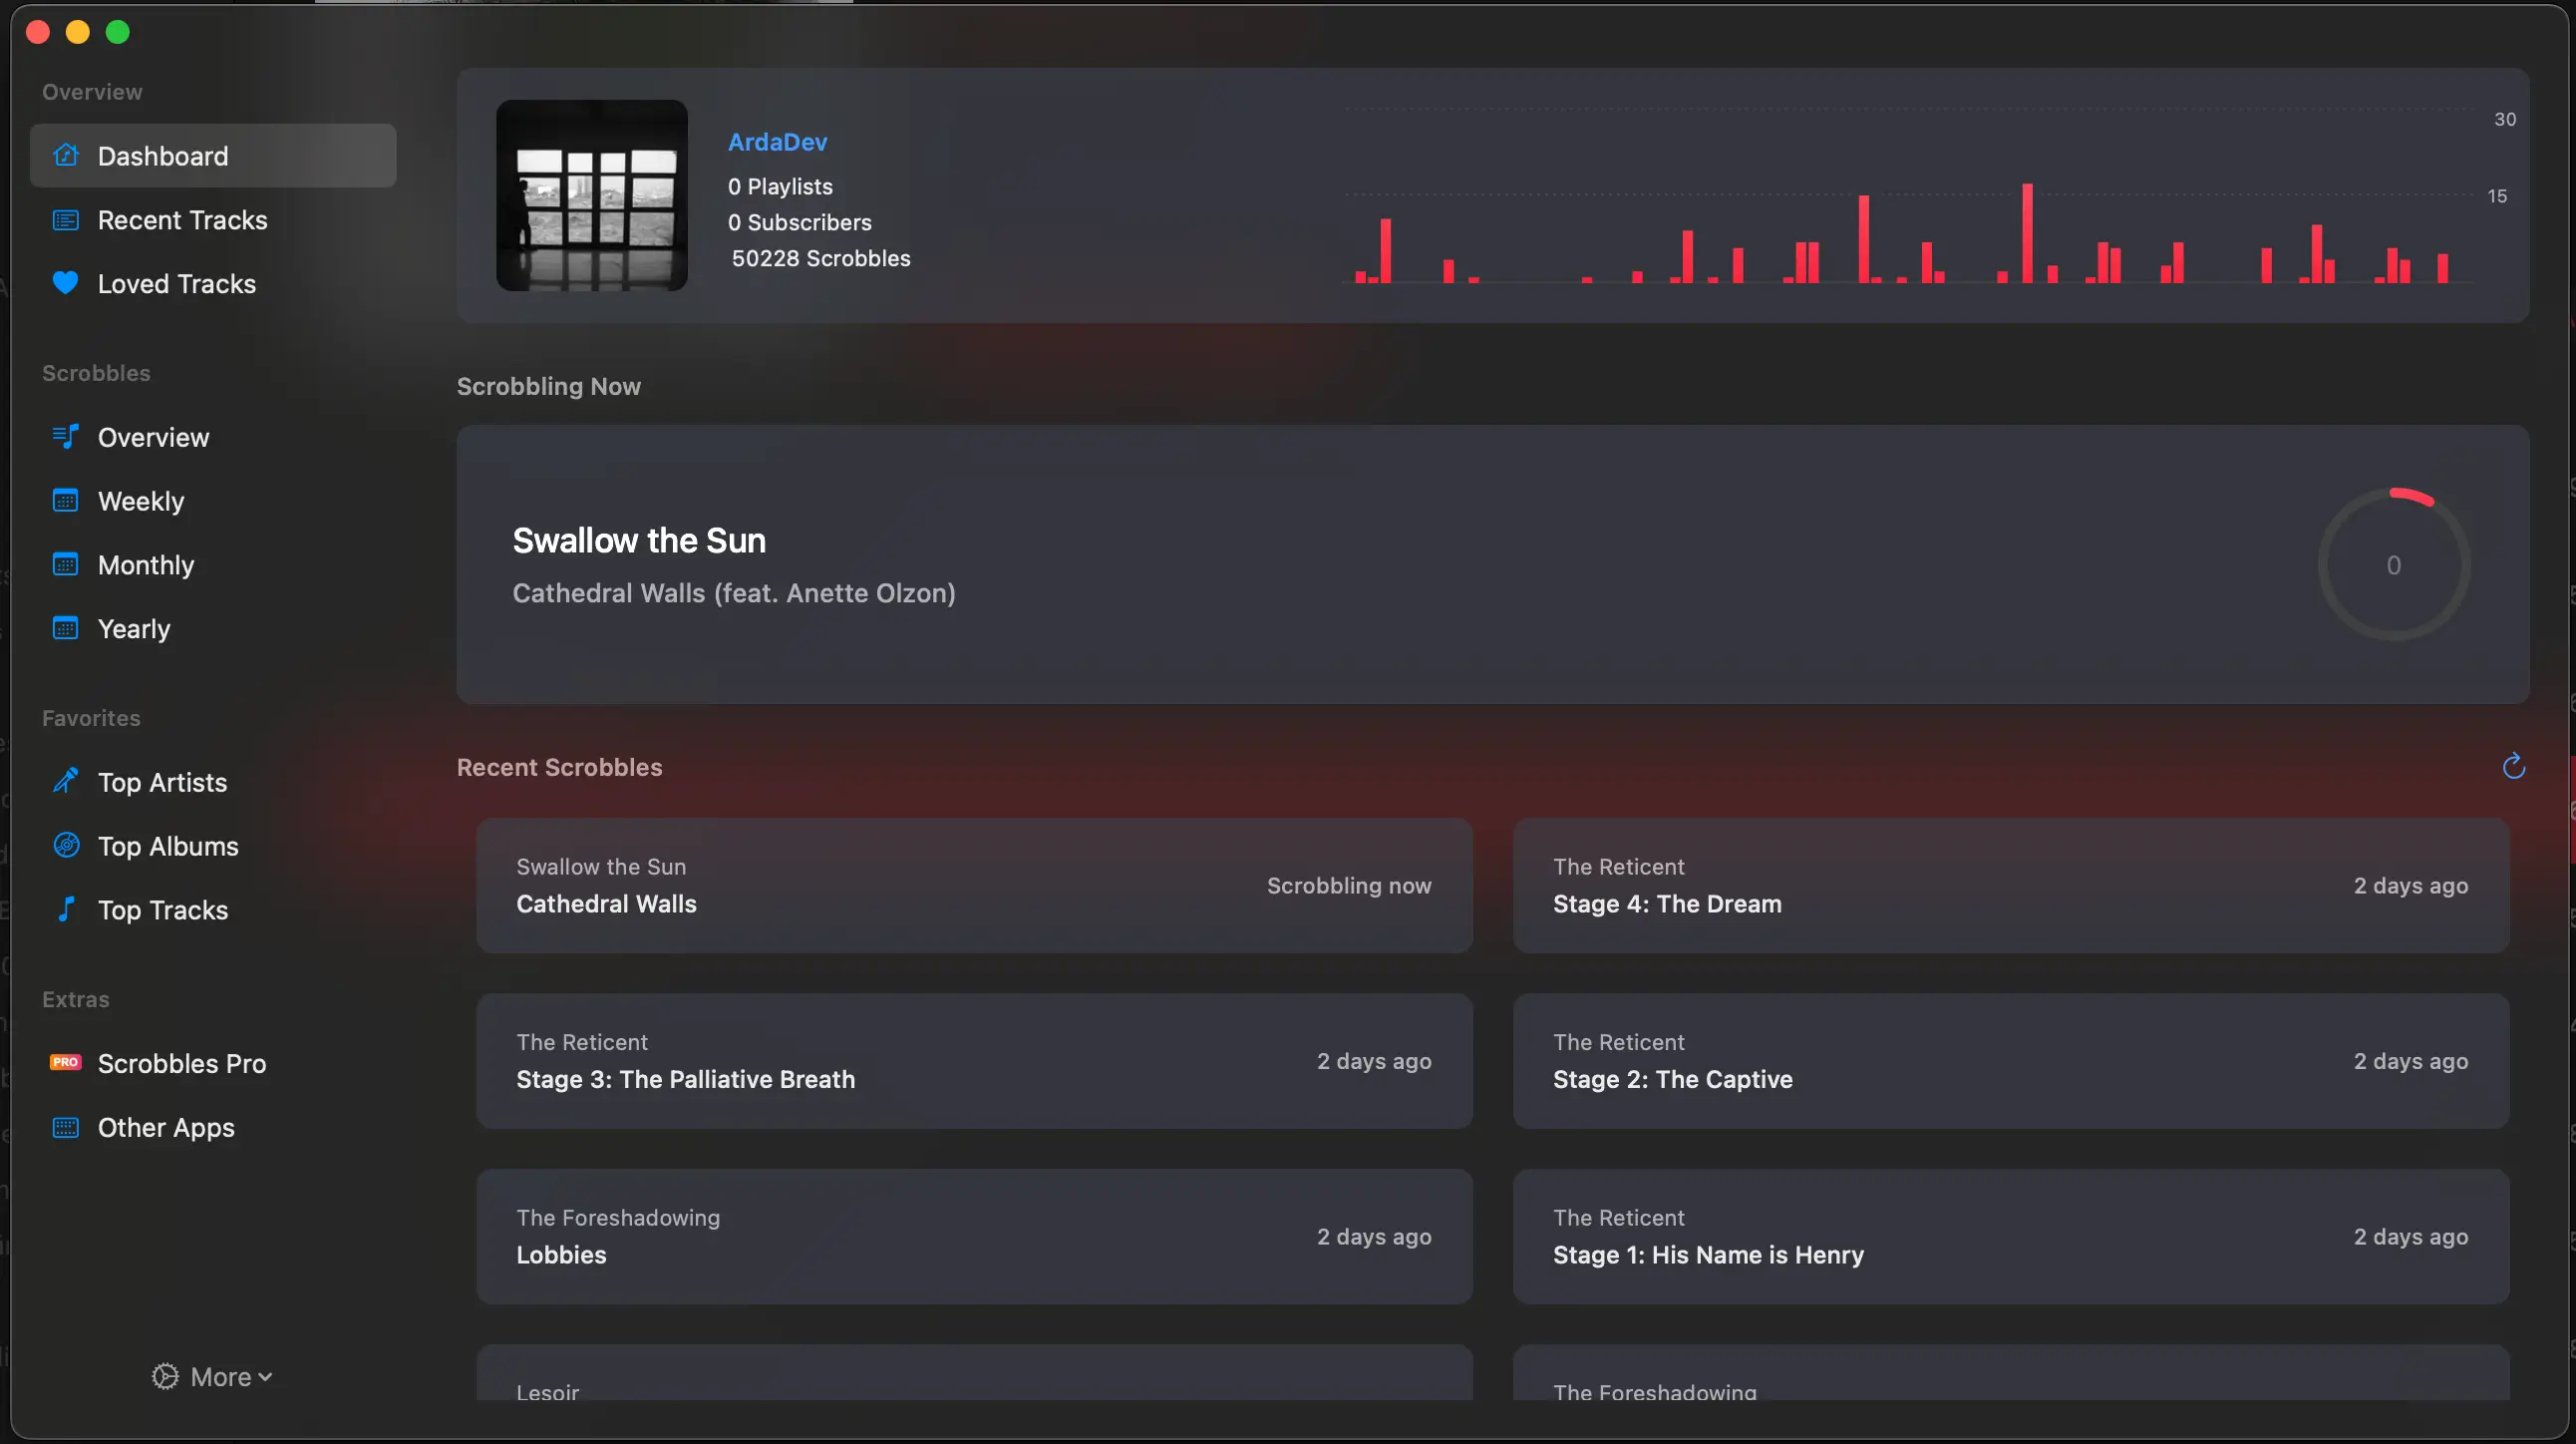 Overview
Dashboard
Recent Tracks
Loved Tracks
Scrobbles
Overview
Weekly
Monthly
Yearly
Favorites
Top Artists
Top Albums
Top Tracks
Extras
PRO Scrobbles Pro
Other Apps
More
ArdaDev
0 Playlists
0 Subscribers
50228 Scrobbles
30
15
Scrobbling Now
Swallow the Sun
Cathedral Walls (feat. Anette Olzon)
0
Recent Scrobbles
Swallow the Sun
Cathedral Walls
Scrobbling now
The Reticent
Stage 4: The Dream
2 days ago
The Reticent
Stage 3: The Palliative Breath
2 days ago
The Reticent
Stage 2: The Captive
2 days ago
The Foreshadowing
Lobbies
2 days ago
The Reticent
Stage 1: His Name is Henry
2 days ago
Lesoir
The Foreshadowing